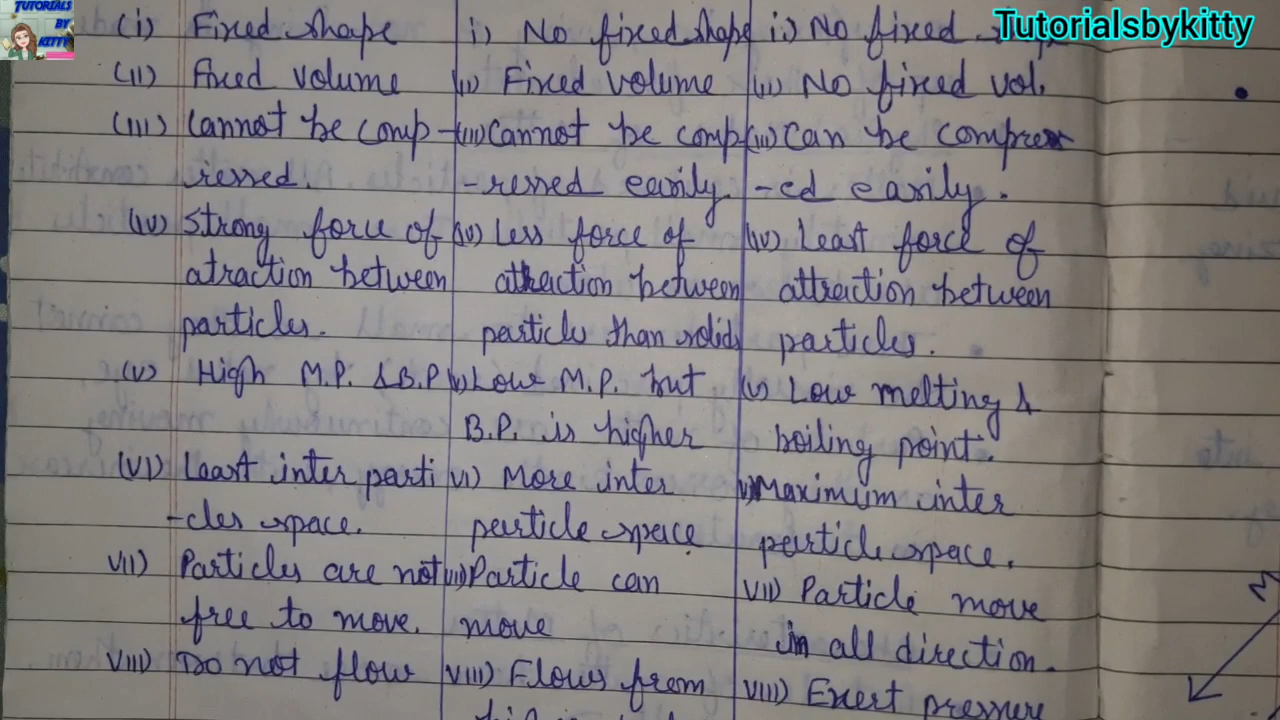 TUTORIALS
BY
KITTY
Tutorialsbykitty
(i) Fixed shape
(ii) Fixed volume
(iii) Cannot be comp-
ressed.
(iv) Strong force of
atraction between
particles.
(v) High M.P. & B.P
(vi) Least inter parti
-cles space.
vii) Particles are not
free to move.
viii) Do not flow
i) No fixed shape
(ii) Fixed volume
(iii) Cannot be comp
-ressed easily.
(iv) Less force of
attraction between
particle than solids
(v) Low M.P. but
B.P. is higher
vi) More inter
particle space
vii) Particle can
move
viii) Flows from
i) No fixed
(ii) No fixed vol.
(iii) Can be compress
-ed easily.
(iv) Least force of
attraction between
particles.
(v) Low melting &
boiling point.
vi) Maximum inter
particle space.
vii) Particle move
in all direction.
viii) Exert pressure